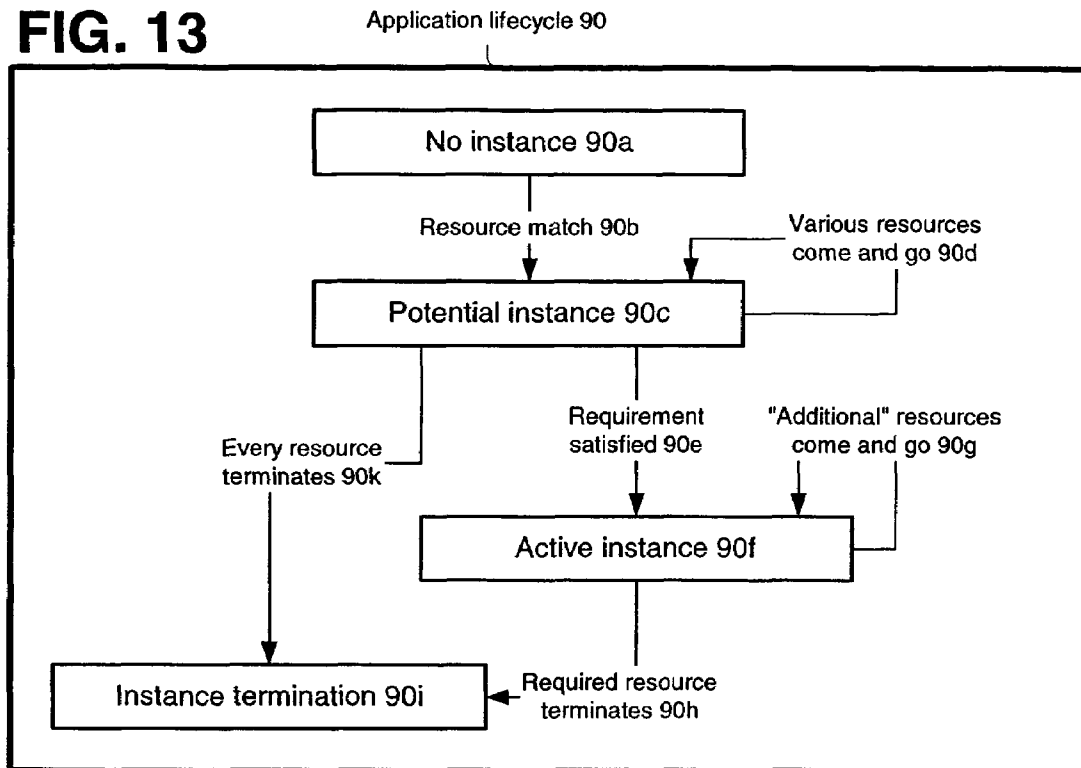 FIG. 13
Application lifecycle 90
No instance 90a
Resource match 90b
Various resources
come and go 90d
Potential instance 90c
Requirement
satisfied 90e
"Additional" resources
come and go 90g
Every resource
terminates 90k
Active instance 90f
Instance termination 90i
Required resource
terminates 90h